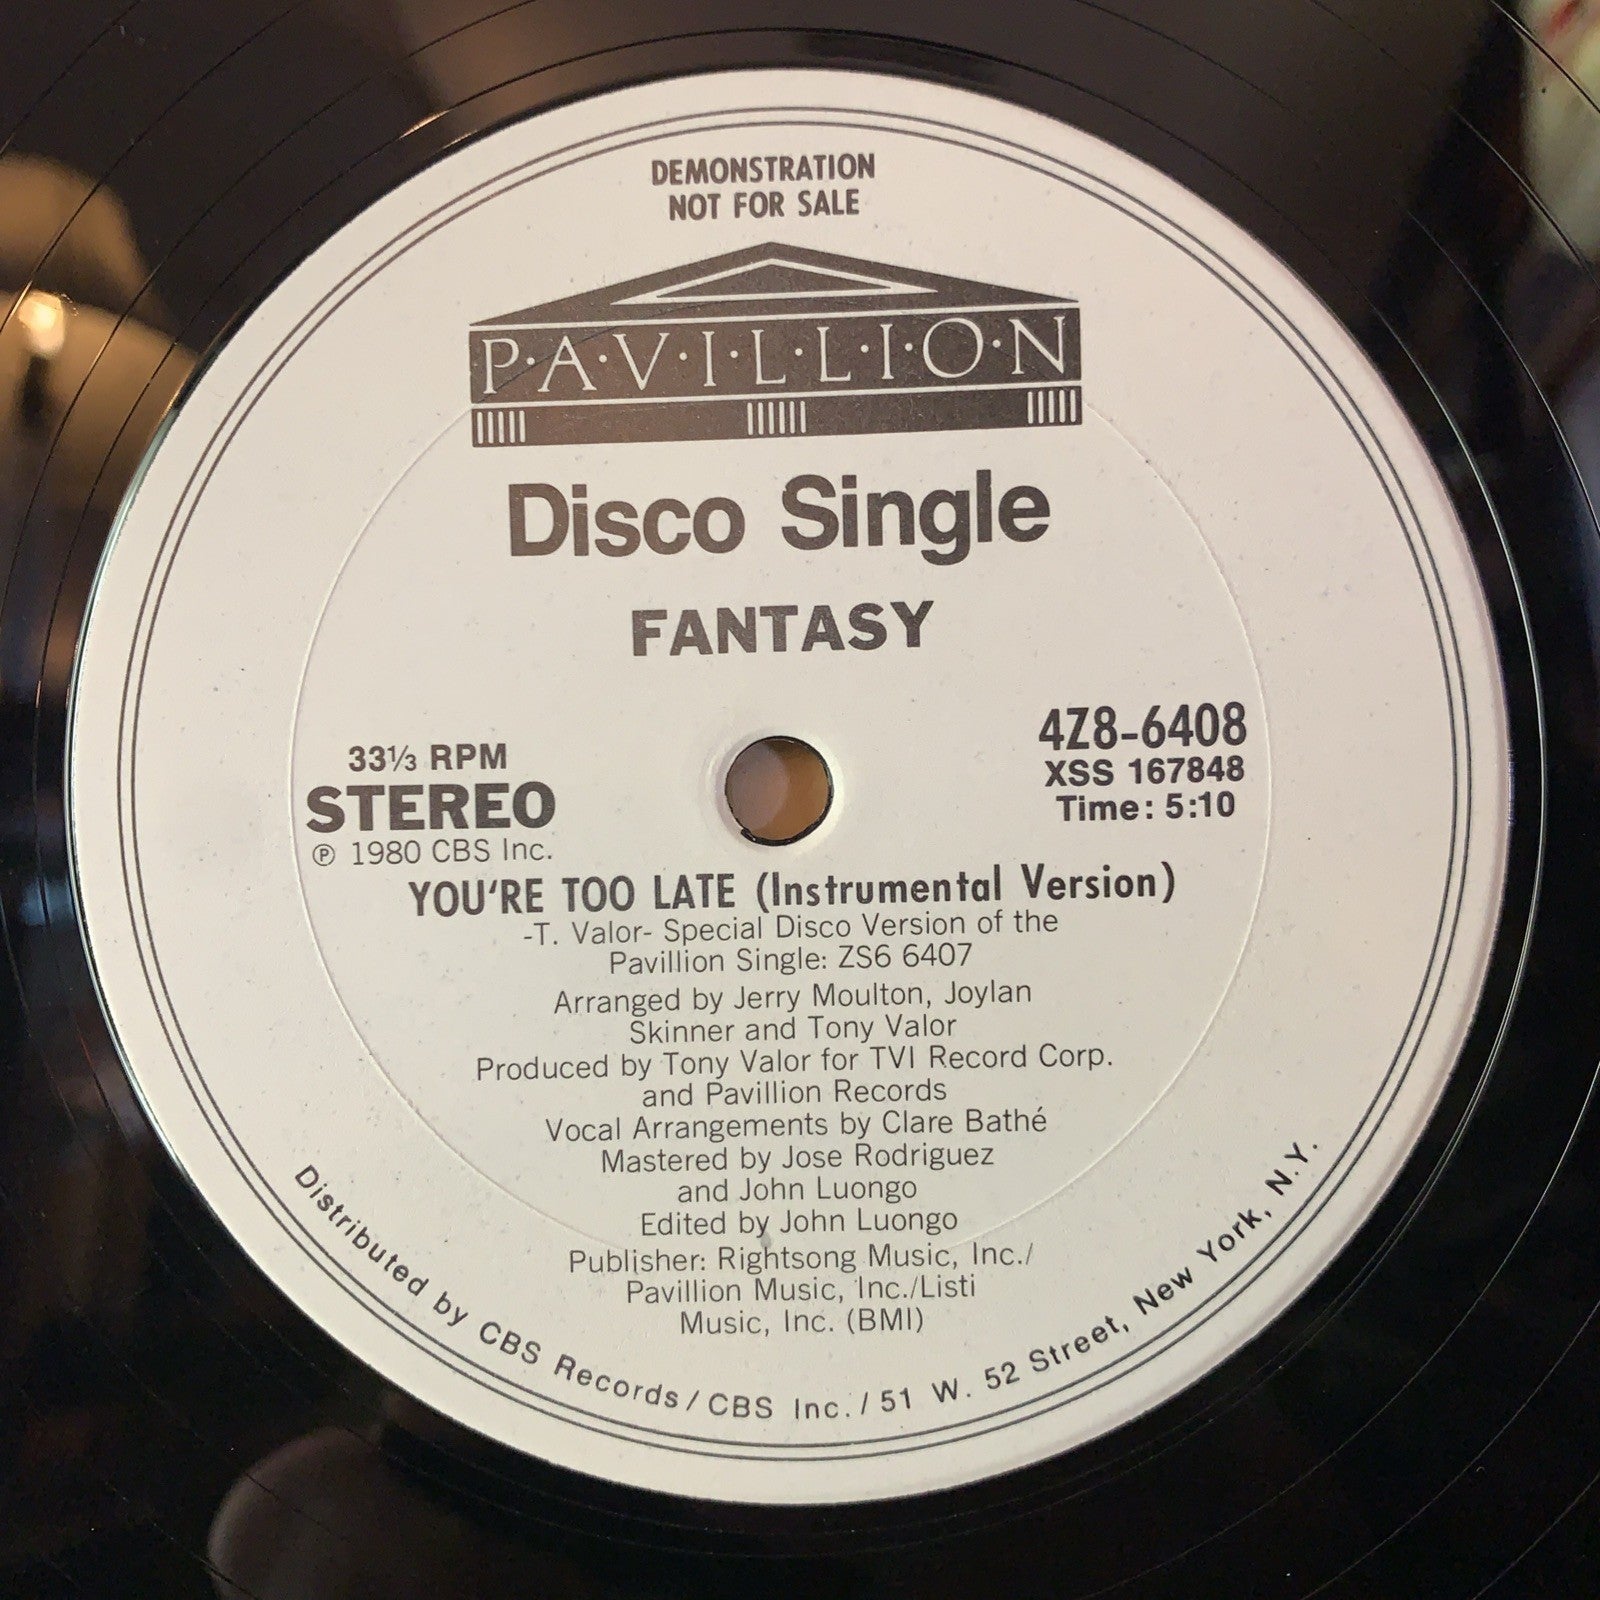 DEMONSTRATION
NOT FOR SALE
P·A·V·I·L·L·I·O·N
Disco Single
FANTASY
33⅓ RPM
STEREO
℗ 1980 CBS Inc.
4Z8-6408
XSS 167848
Time: 5:10
YOU'RE TOO LATE (Instrumental Version)
-T. Valor- Special Disco Version of the
Pavillion Single: ZS6 6407
Arranged by Jerry Moulton, Joylan
Skinner and Tony Valor
Produced by Tony Valor for TVI Record Corp.
and Pavillion Records
Vocal Arrangements by Clare Bathé
Mastered by Jose Rodriguez
and John Luongo
Edited by John Luongo
Publisher: Rightsong Music, Inc./
Pavillion Music, Inc./Listi
Music, Inc. (BMI)
Distributed by CBS Records/CBS Inc./51 W. 52 Street, New York, N.Y.